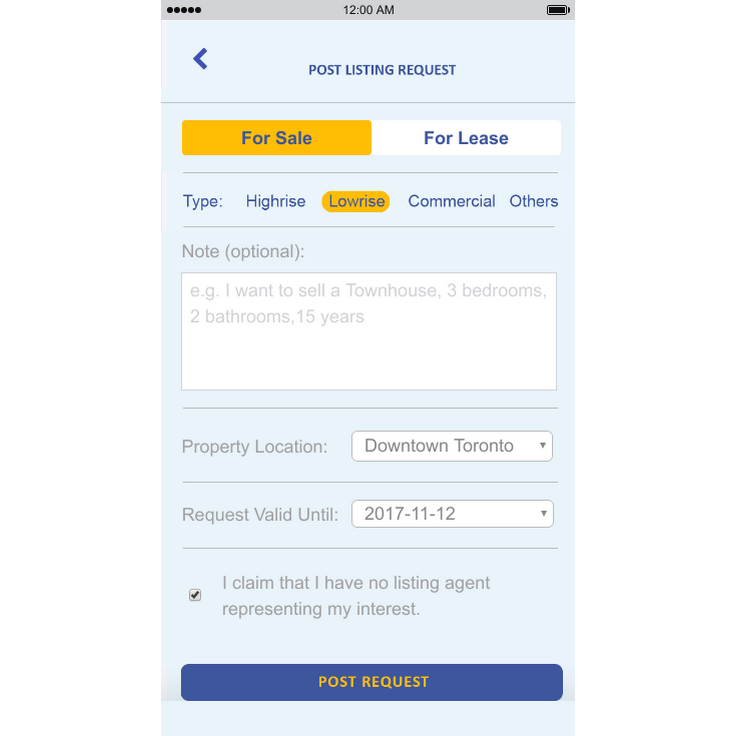 12:00 AM
POST LISTING REQUEST
For Sale For Lease
Type: Highrise Lowrise Commercial Others
Note (optional):
e.g. I want to sell a Townhouse, 3 bedrooms,
2 bathrooms,15 years
Property Location: Downtown Toronto
Request Valid Until: 2017-11-12
I claim that I have no listing agent
representing my interest.
POST REQUEST